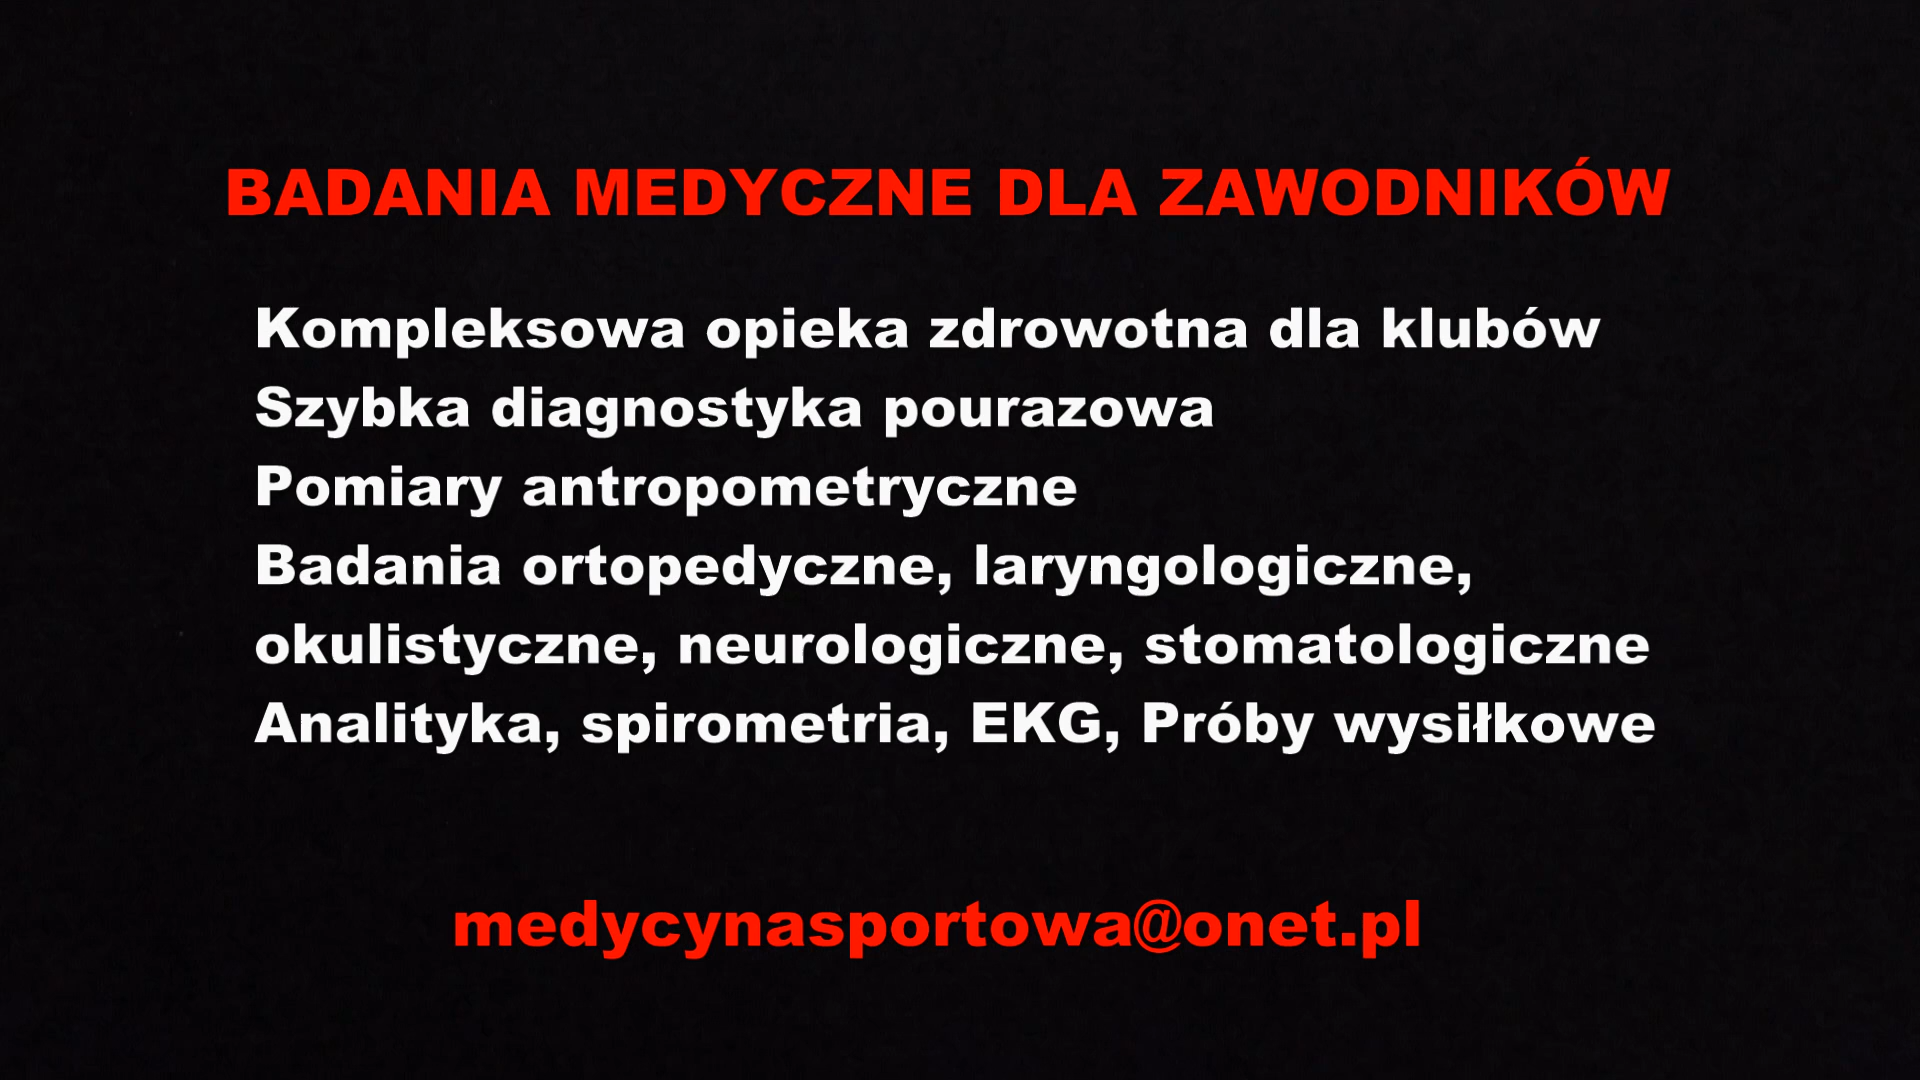 BADANIA MEDYCZNE DLA ZAWODNIKÓW
Kompleksowa opieka zdrowotna dla klubów
Szybka diagnostyka pourazowa
Pomiary antropometryczne
Badania ortopedyczne, laryngologiczne,
okulistyczne, neurologiczne, stomatologiczne
Analityka, spirometria, EKG, Próby wysiłkowe
medycynasportowa@onet.pl